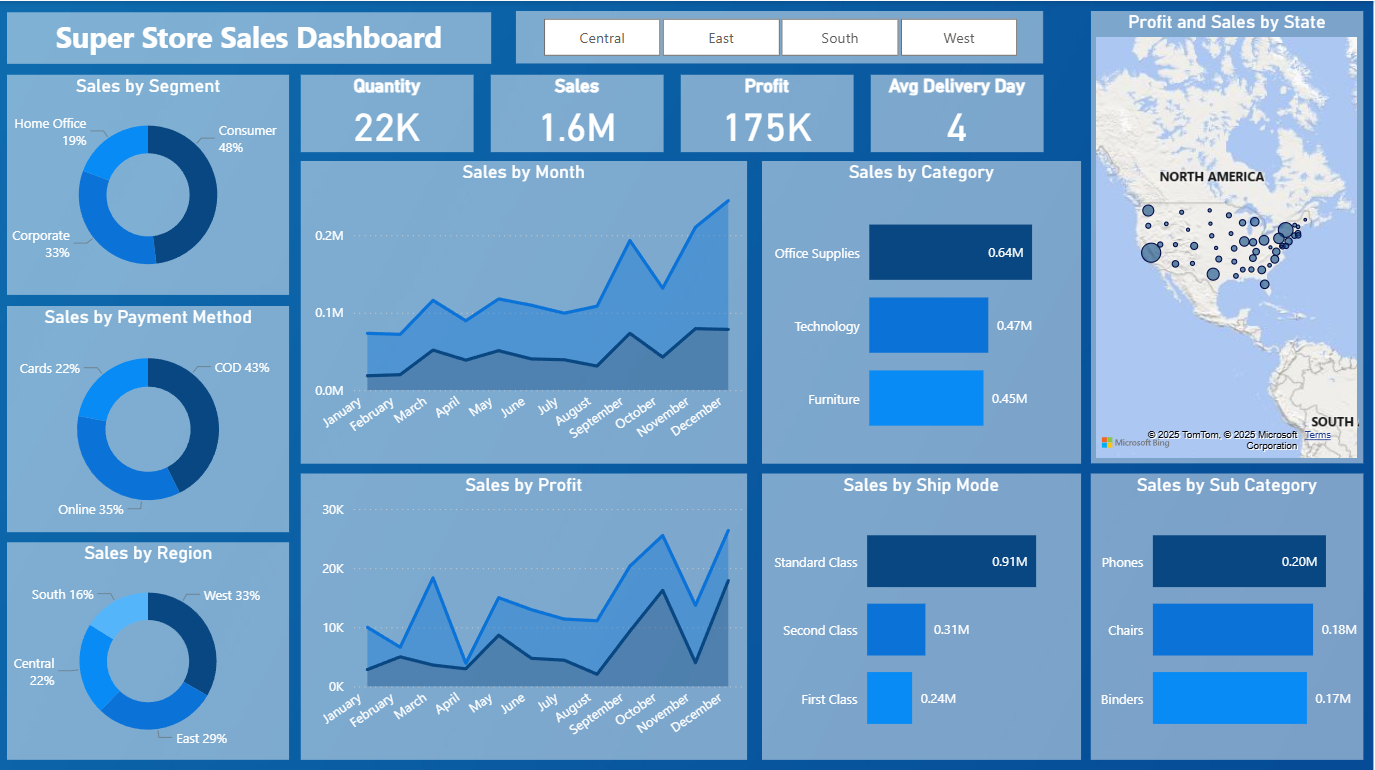 Super Store Sales Dashboard
Central
East
South
West
Profit and Sales by State
Sales by Segment
Home Office
19%
Consumer
48%
Corporate
33%
Quantity
22K
Sales
1.6M
Profit
175K
Avg Delivery Day
4
Sales by Month
0.2M
0.1M
0.0M
January
February
March
April
May
June
July
August
September
October
November
December
Sales by Category
Office Supplies
0.64M
Technology
0.47M
Furniture
0.45M
NORTH AMERICA
SOUTH
Microsoft Bing
© 2025 TomTom, © 2025 Microsoft
Corporation
Terms
Sales by Payment Method
Cards 22%
COD 43%
Online 35%
Sales by Profit
30K
20K
10K
0K
January
February
March
April
May
June
July
August
September
October
November
December
Sales by Ship Mode
Standard Class
0.91M
Second Class
0.31M
First Class
0.24M
Sales by Sub Category
Phones
0.20M
Chairs
0.18M
Binders
0.17M
Sales by Region
South 16%
West 33%
Central
22%
East 29%